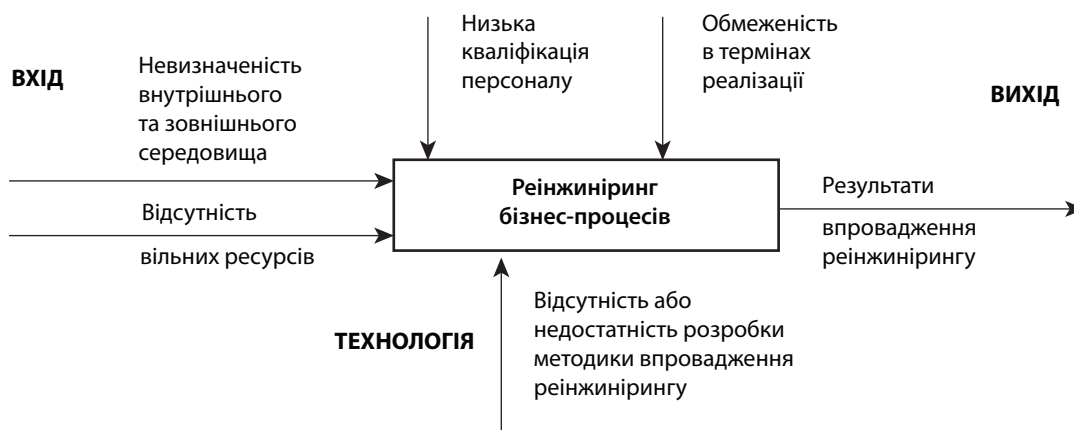 Низька
кваліфікація
персоналу
Обмеженість
в термінах
реалізації
ВХІД
Невизначеність
внутрішнього
та зовнішнього
середовища
ВИХІД
Реінжиніринг
бізнес-процесів
Результати
впровадження
реінжинірингу
Відсутність
вільних ресурсів
ТЕХНОЛОГІЯ
Відсутність або
недостатність розробки
методики впровадження
реінжинірингу